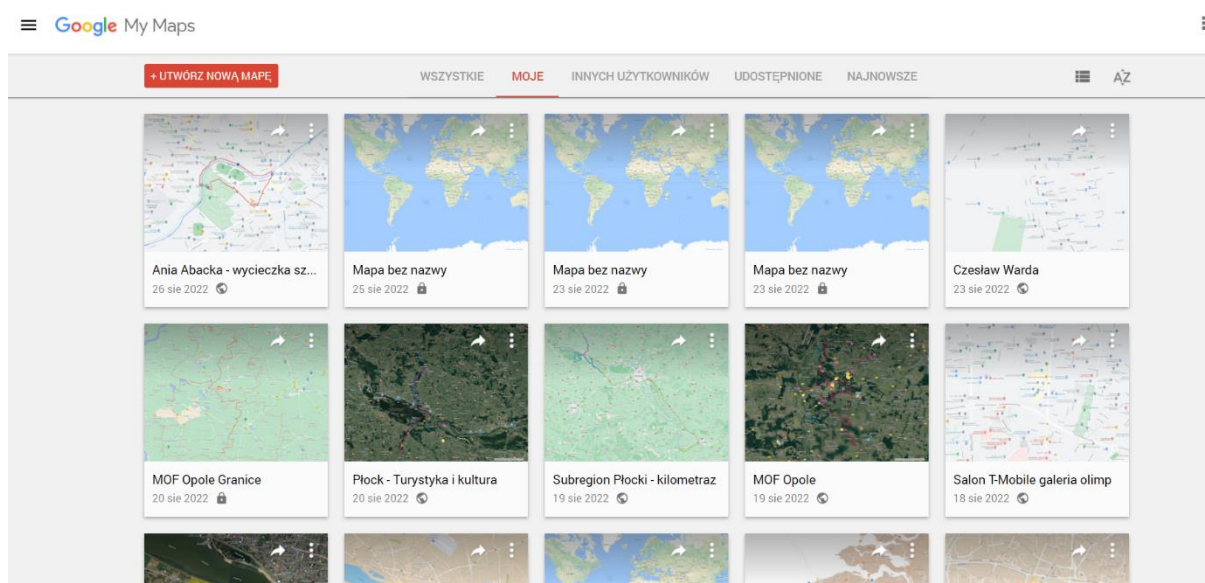 Google My Maps
+ UTWÓRZ NOWĄ MAPĘ
WSZYSTKIE MOJE INNYCH UŻYTKOWNIKÓW UDOSTĘPNIONE NAJNOWSZE
AZ
Ania Abacka - wycieczka sz...
26 sie 2022
Mapa bez nazwy
25 sie 2022
Mapa bez nazwy
23 sie 2022
Mapa bez nazwy
23 sie 2022
Czesław Warda
23 sie 2022
MOF Opole Granice
20 sie 2022
Płock - Turystyka i kultura
20 sie 2022
Subregion Płocki - kilometraz
19 sie 2022
MOF Opole
19 sie 2022
Salon T-Mobile galeria olimp
18 sie 2022